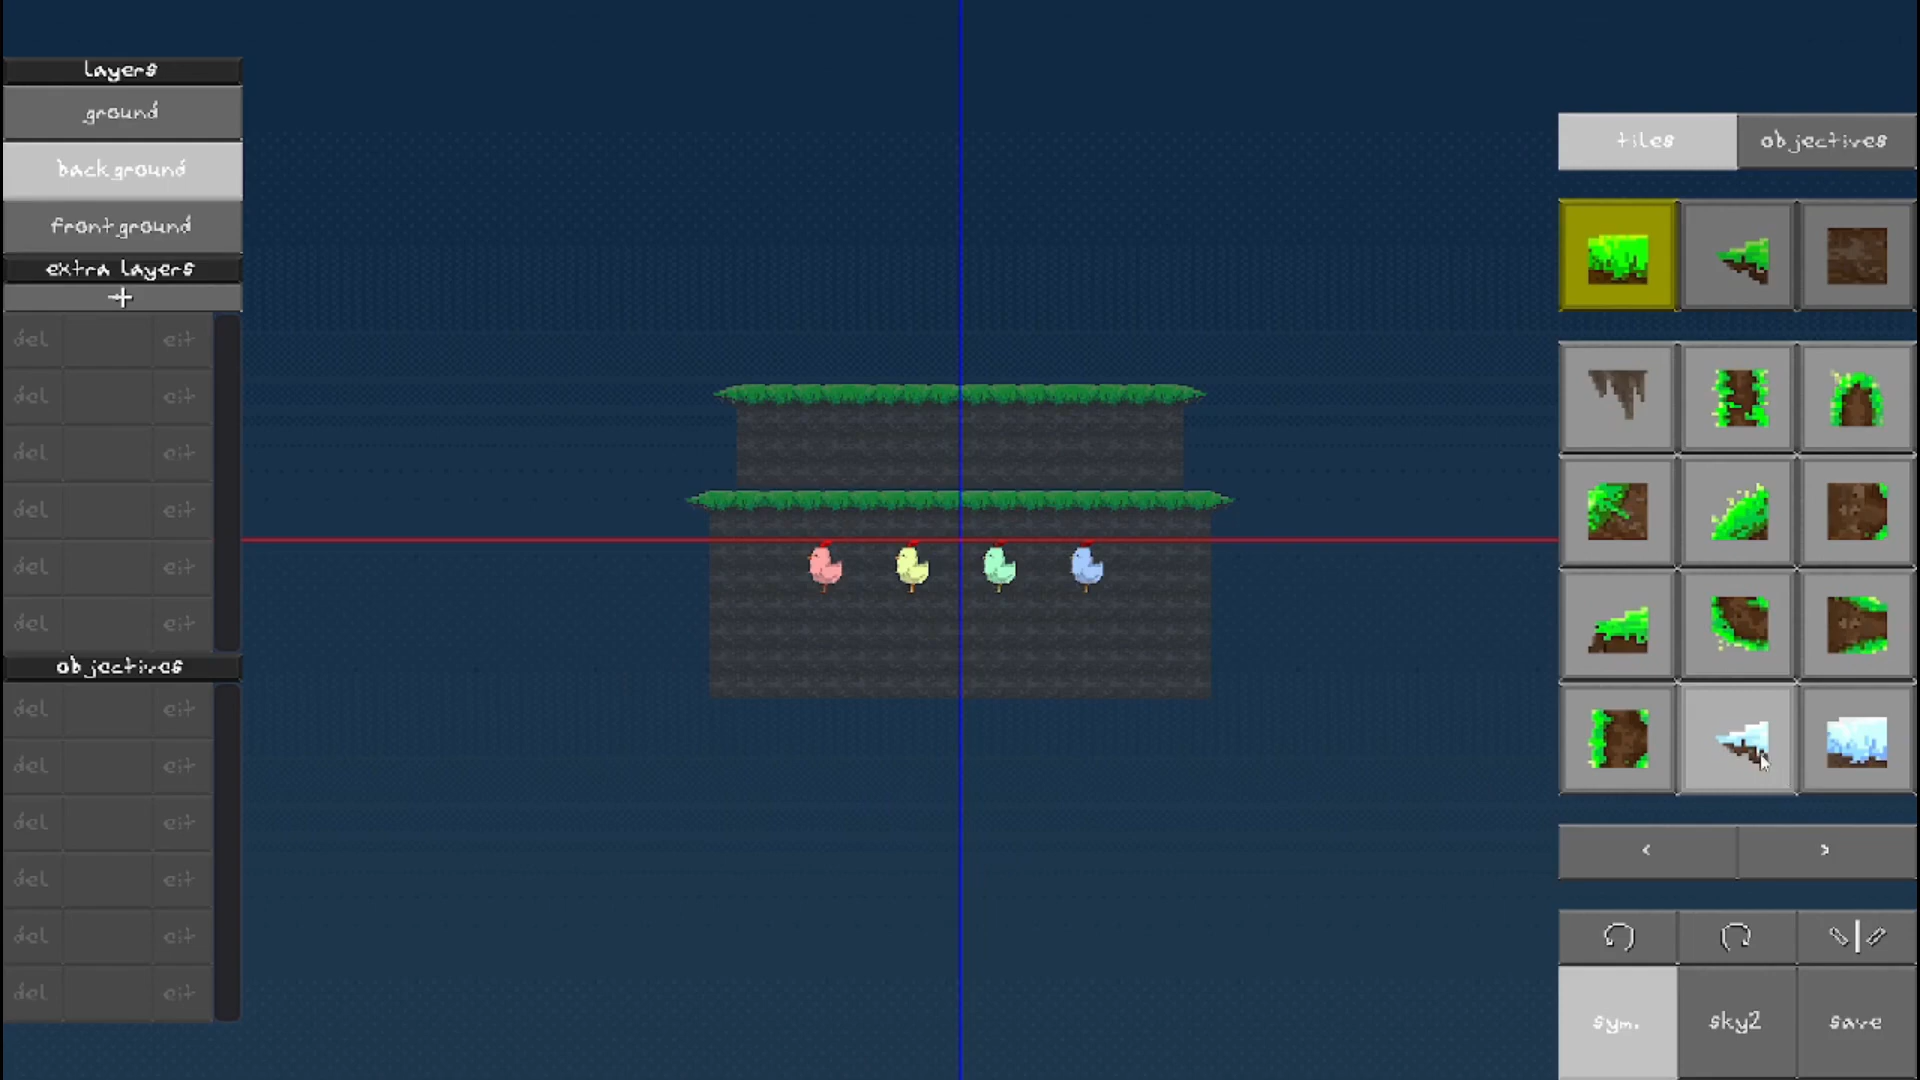 layers
ground
background
frontground
extra layers
+
del eit
del eit
del eit
del eit
del eit
del eit
objectives
del eit
del eit
del eit
del eit
del eit
del eit
tiles objectives
< >
sym. sky2 save